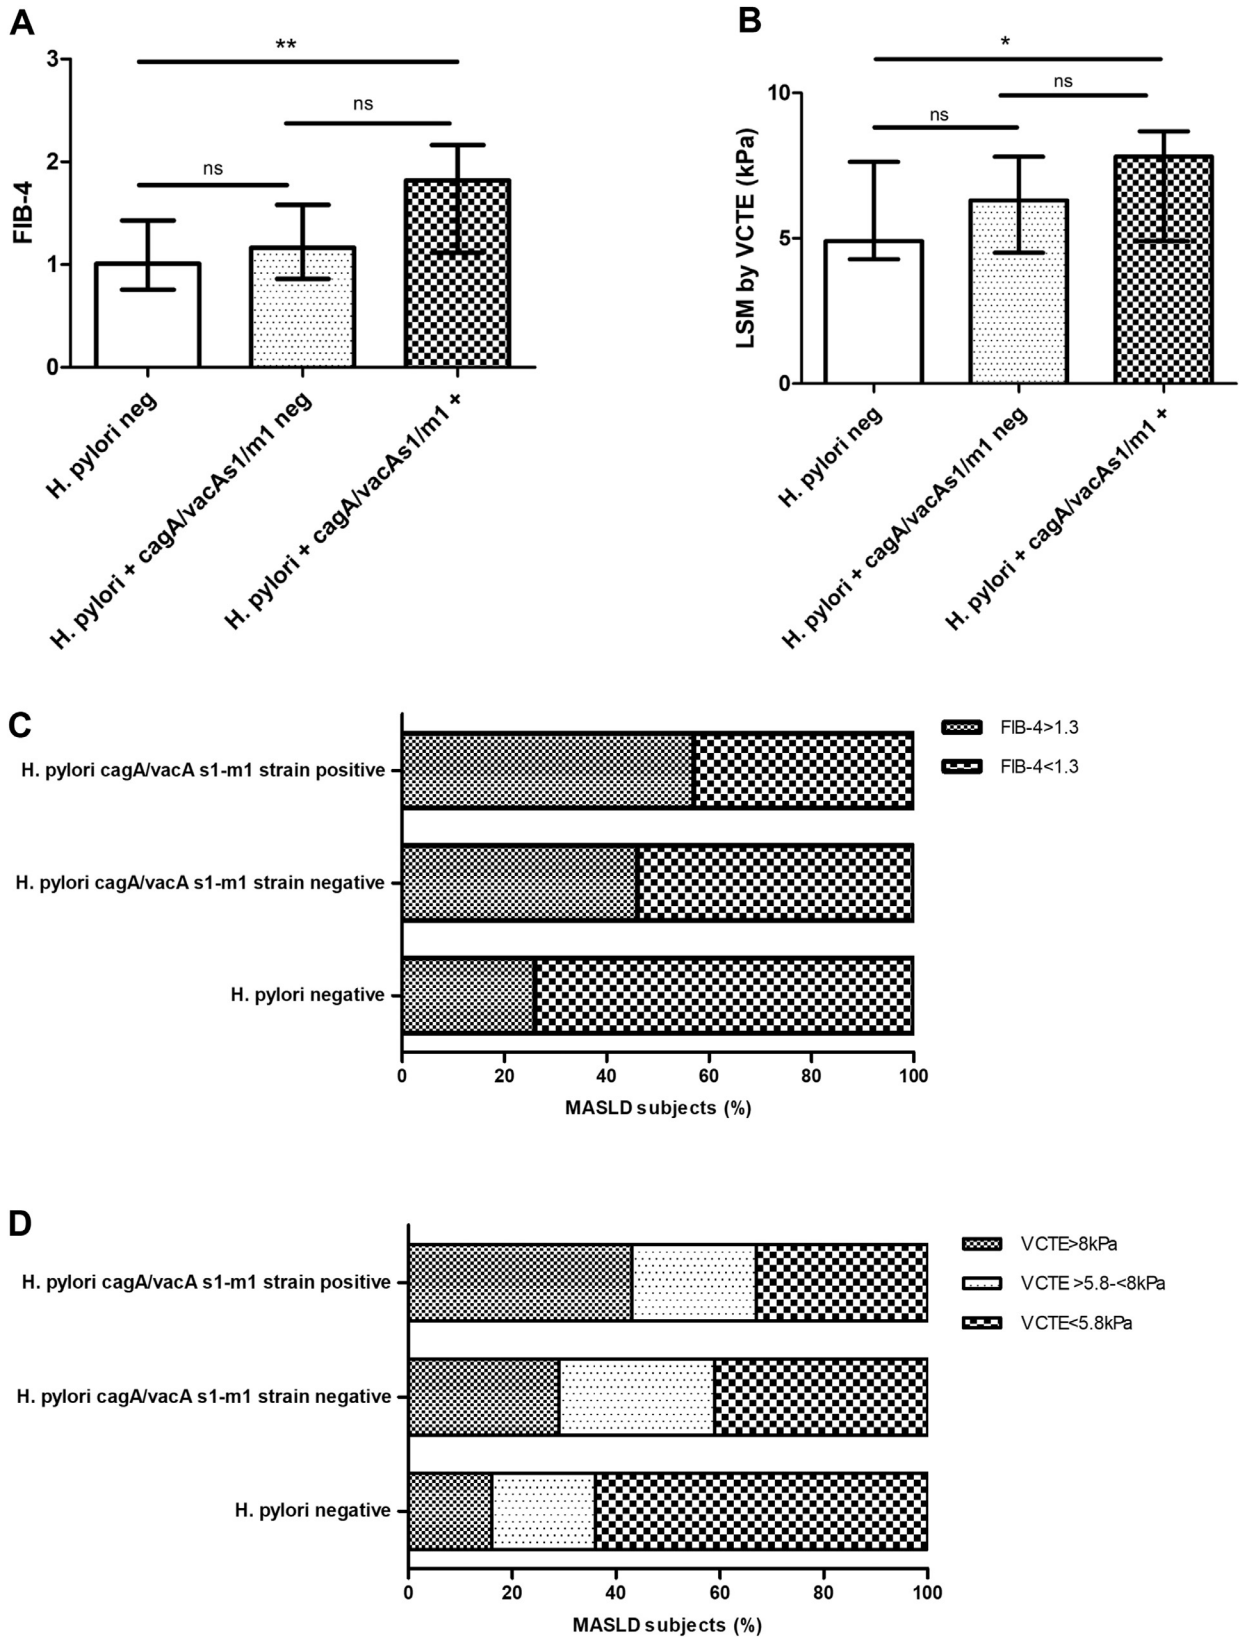 A
**
3
ns
2
ns
1
0
FIB-4
H. pylori neg
H. pylori + cagA/vacAs1/m1 neg
H. pylori + cagA/vacAs1/m1 +
B
*
ns
10
ns
5
0
LSM by VCTE (kPa)
H. pylori neg
H. pylori + cagA/vacAs1/m1 neg
H. pylori + cagA/vacAs1/m1 +
C
FIB-4>1.3
FIB-4<1.3
H. pylori cagA/vacA s1-m1 strain positive
H. pylori cagA/vacA s1-m1 strain negative
H. pylori negative
0 20 40 60 80 100
MASLD subjects (%)
D
VCTE>8kPa
VCTE >5.8-<8kPa
VCTE<5.8kPa
H. pylori cagA/vacA s1-m1 strain positive
H. pylori cagA/vacA s1-m1 strain negative
H. pylori negative
0 20 40 60 80 100
MASLD subjects (%)